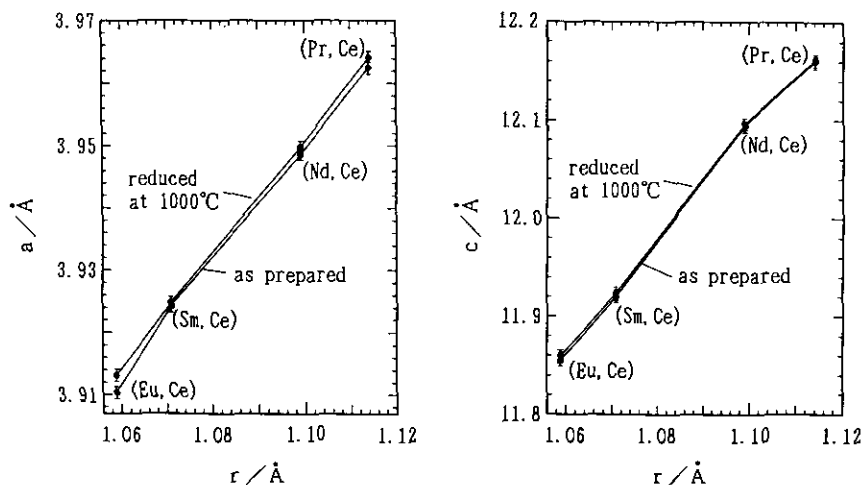 3.97
3.95
3.93
3.91
a / Å
(Pr, Ce)
(Nd, Ce)
reduced
at 1000℃
as prepared
(Sm, Ce)
(Eu, Ce)
1.06 1.08 1.10 1.12
r / Å
12.2
12.1
12.0
11.9
11.8
c / Å
(Pr, Ce)
(Nd, Ce)
reduced
at 1000℃
as prepared
(Sm, Ce)
(Eu, Ce)
1.06 1.08 1.10 1.12
r / Å